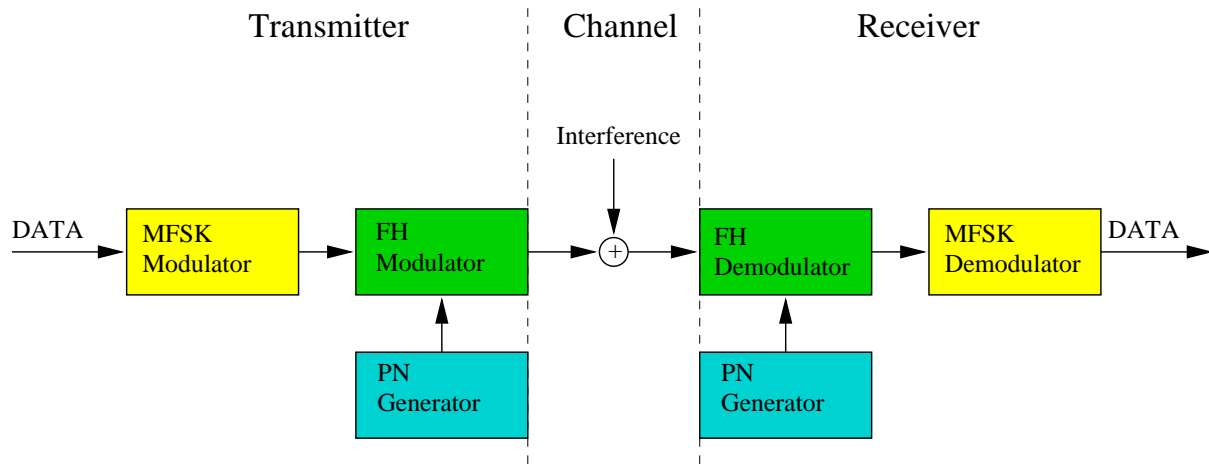 Transmitter
Channel
Receiver
Interference
DATA
MFSK
Modulator
FH
Modulator
+
FH
Demodulator
MFSK
Demodulator
DATA
PN
Generator
PN
Generator